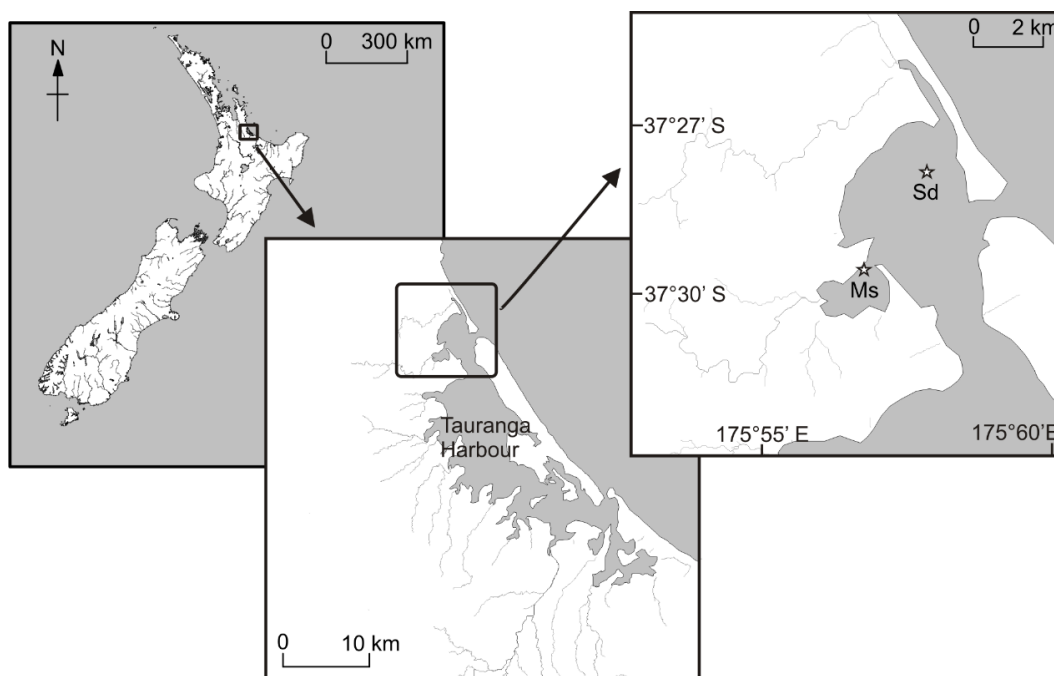 N
0 300 km
Tauranga
Harbour
0 10 km
0 2 km
37°27’ S
Sd
37°30’ S
Ms
175°55’ E
175°60’E